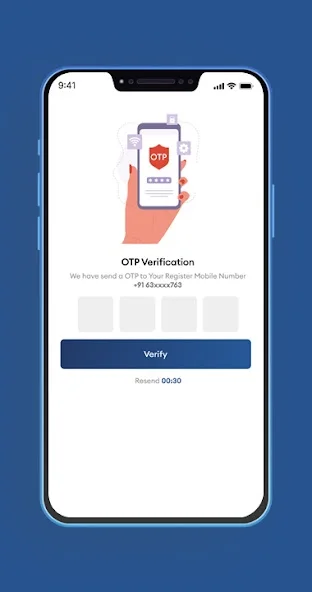 9:41
OTP
OTP Verification
We have send a OTP to Your Register Mobile Number
+91 63xxxx763
Verify
Resend 00:30